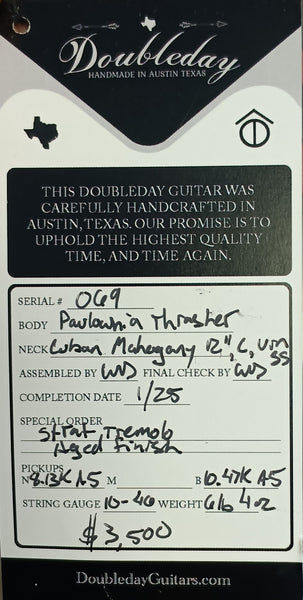 Doubleday
HANDMADE IN AUSTIN TEXAS
THIS DOUBLEDAY GUITAR WAS
CAREFULLY HANDCRAFTED IN
AUSTIN, TEXAS. OUR PROMISE IS TO
UPHOLD THE HIGHEST QUALITY
TIME, AND TIME AGAIN.
SERIAL # 069
BODY Paulownia Thrasher
NECK Cuban Mahogany 12", C,
SS
ASSEMBLED BY WD FINAL CHECK BY WD
COMPLETION DATE 1/25
SPECIAL ORDER
Strat, Tremolo
Aged finish
PICKUPS
N 8.13K A5 M B 10.47K A5
STRING GAUGE 10-46 WEIGHT 6lb 4oz
$3,500
DoubledayGuitars.com